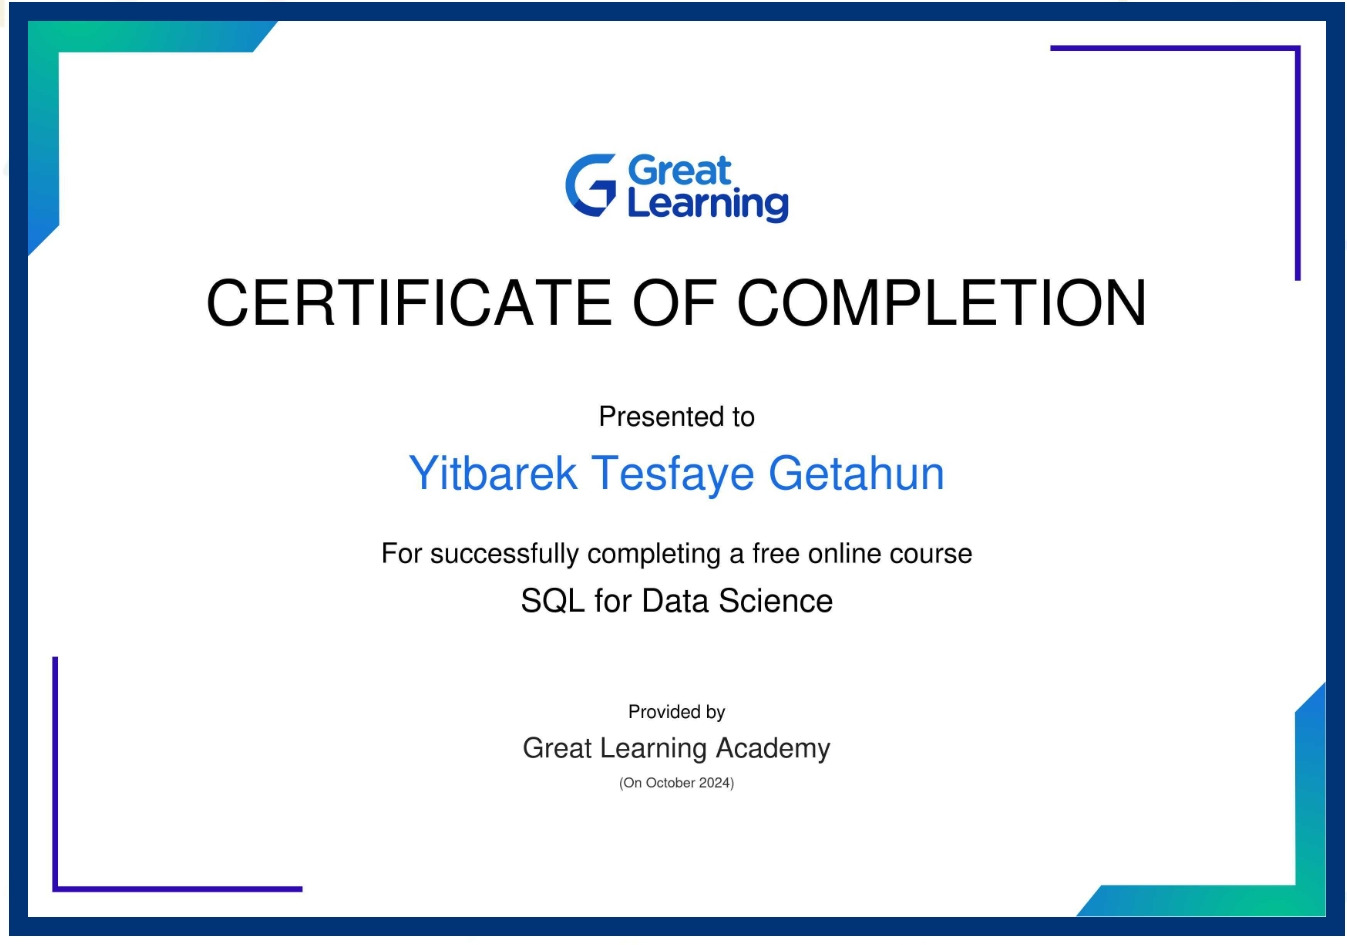 Great
Learning
CERTIFICATE OF COMPLETION
Presented to
Yitbarek Tesfaye Getahun
For successfully completing a free online course
SQL for Data Science
Provided by
Great Learning Academy
(On October 2024)